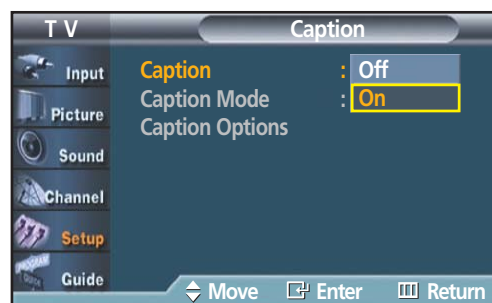 T V
Caption
Input
Picture
Sound
Channel
Setup
Guide
Caption : Off
Caption Mode : On
Caption Options
Move Enter Return